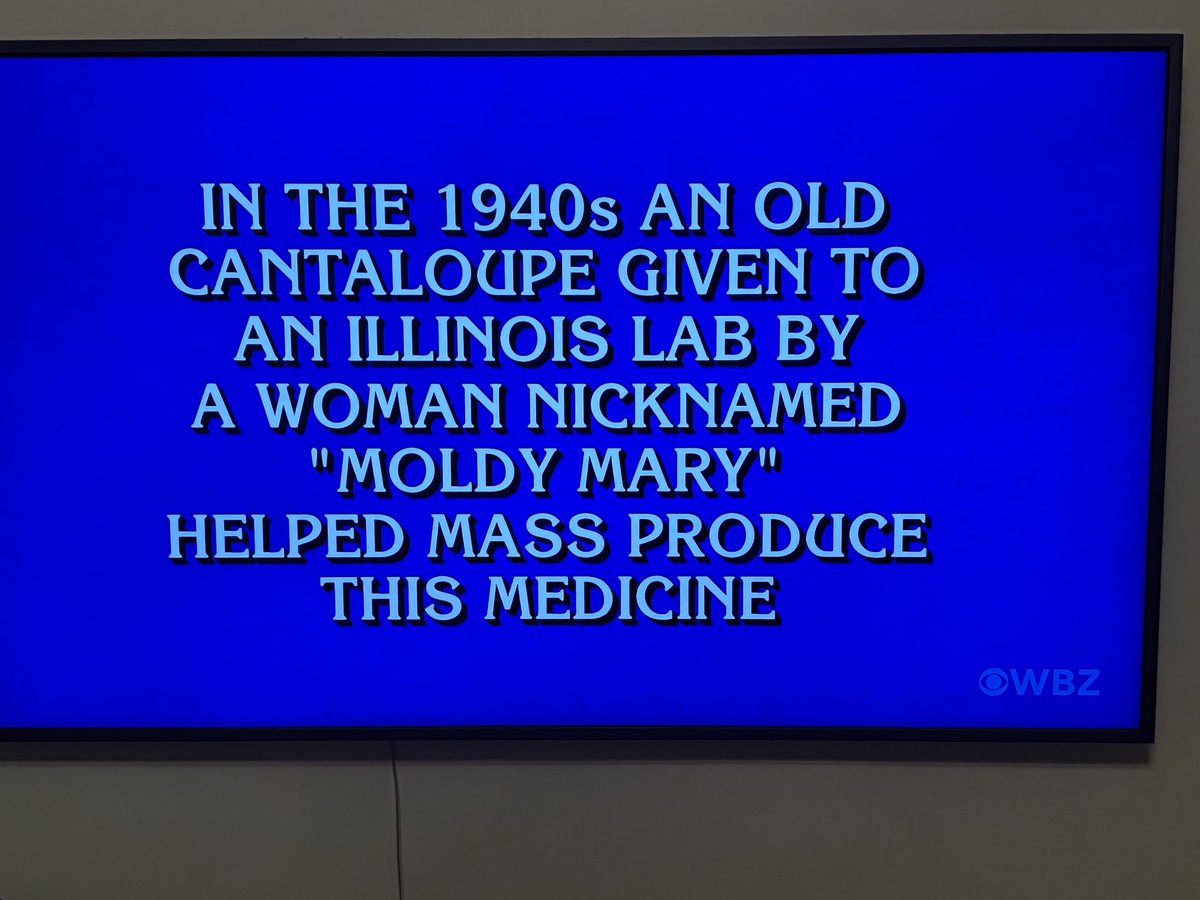 IN THE 1940s AN OLD
CANTALOUPE GIVEN TO
AN ILLINOIS LAB BY
A WOMAN NICKNAMED
"MOLDY MARY"
HELPED MASS PRODUCE
THIS MEDICINE
WBZ